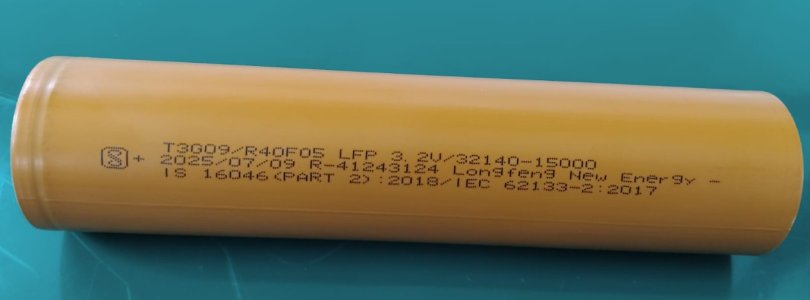 + T3G09/R40F05 LFP 3.2V/32140-15000
2025/07/09 R-41243124 Longfeng New Energy -
IS 16046(PART 2):2018/IEC 62133-2:2017